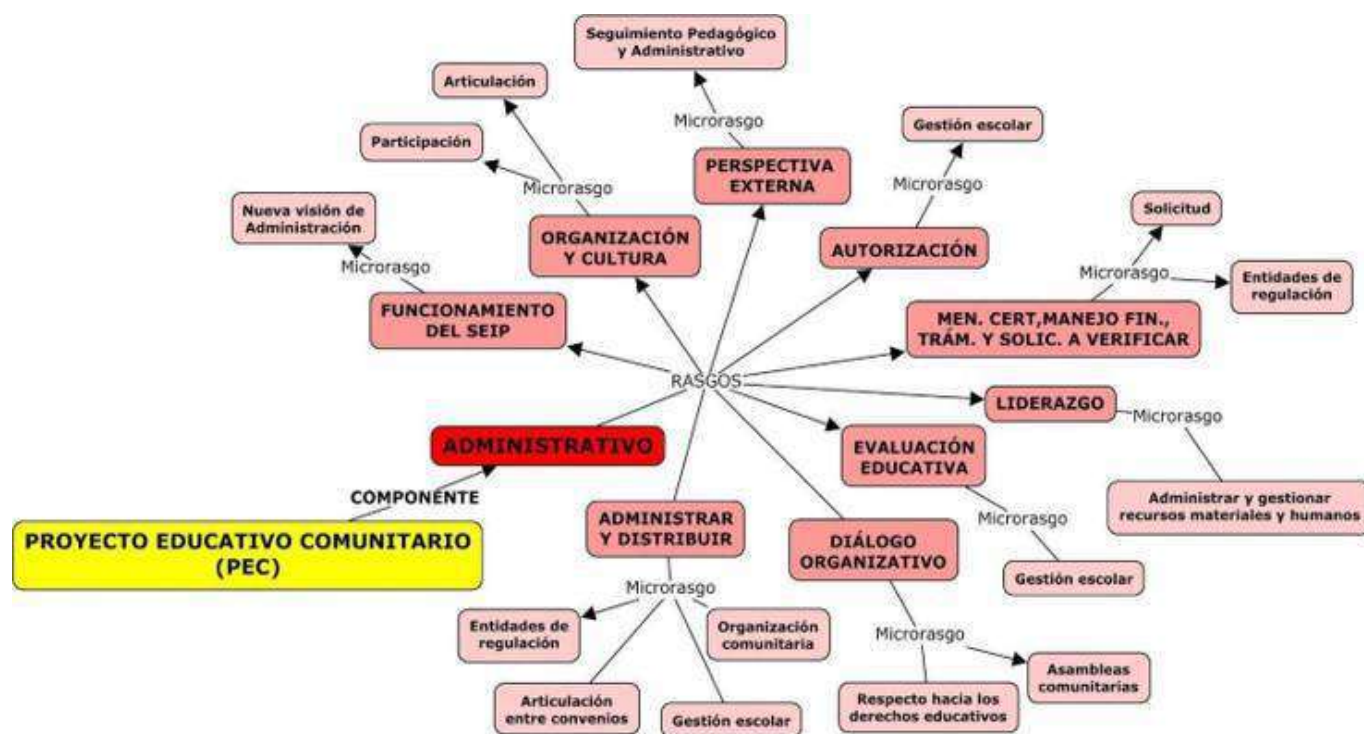 Seguimiento Pedagógico
y Administrativo
Articulación
Microrasgo
Gestión escolar
Participación
PERSPECTIVA
EXTERNA
Microrasgo
Microrasgo
Solicitud
Nueva visión de
Administración
ORGANIZACIÓN
Y CULTURA
AUTORIZACIÓN
Microrasgo
Microrasgo
Entidades de
regulación
FUNCIONAMIENTO
DEL SEIP
MEN. CERT,MANEJO FIN.,
TRÁM. Y SOLIC. A VERIFICAR
RASGOS
LIDERAZGO
Microrasgo
ADMINISTRATIVO
EVALUACIÓN
EDUCATIVA
COMPONENTE
Administrar y gestionar
recursos materiales y humanos
PROYECTO EDUCATIVO COMUNITARIO
(PEC)
ADMINISTRAR
Y DISTRIBUIR
DIÁLOGO
ORGANIZATIVO
Microrasgo
Gestión escolar
Microrasgo
Entidades de
regulación
Organización
comunitaria
Microrasgo
Asambleas
comunitarias
Articulación
entre convenios
Gestión escolar
Respecto hacia los
derechos educativos